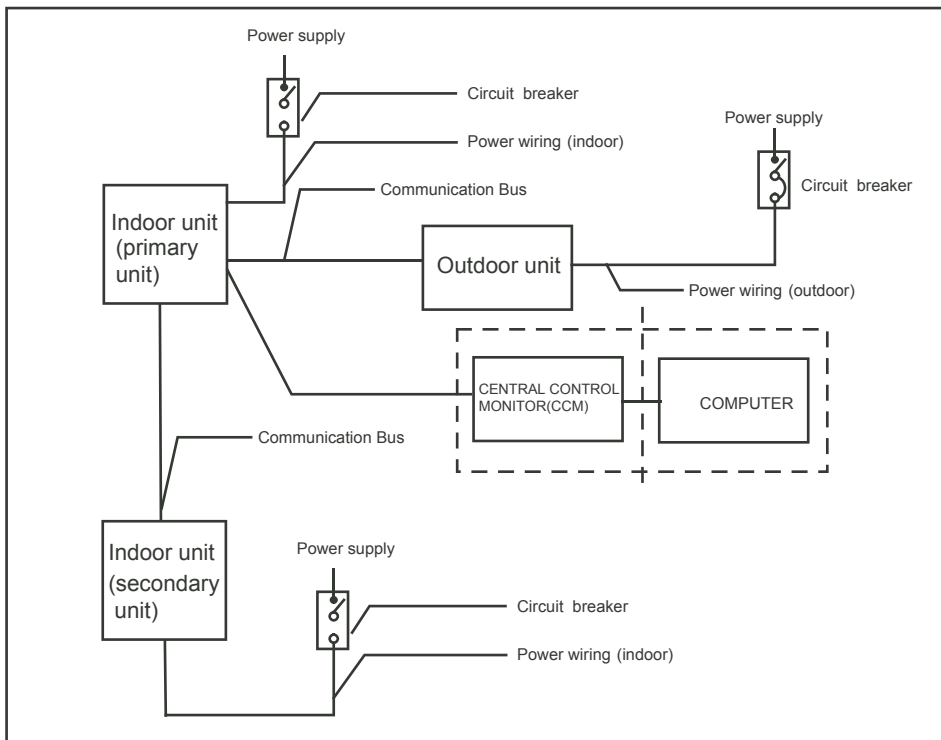 Power supply
Circuit breaker
Power supply
Power wiring (indoor)
Communication Bus
Circuit breaker
Indoor unit
(primary
unit)
Outdoor unit
Power wiring (outdoor)
CENTRAL CONTROL
MONITOR(CCM)
COMPUTER
Communication Bus
Indoor unit
(secondary
unit)
Power supply
Circuit breaker
Power wiring (indoor)